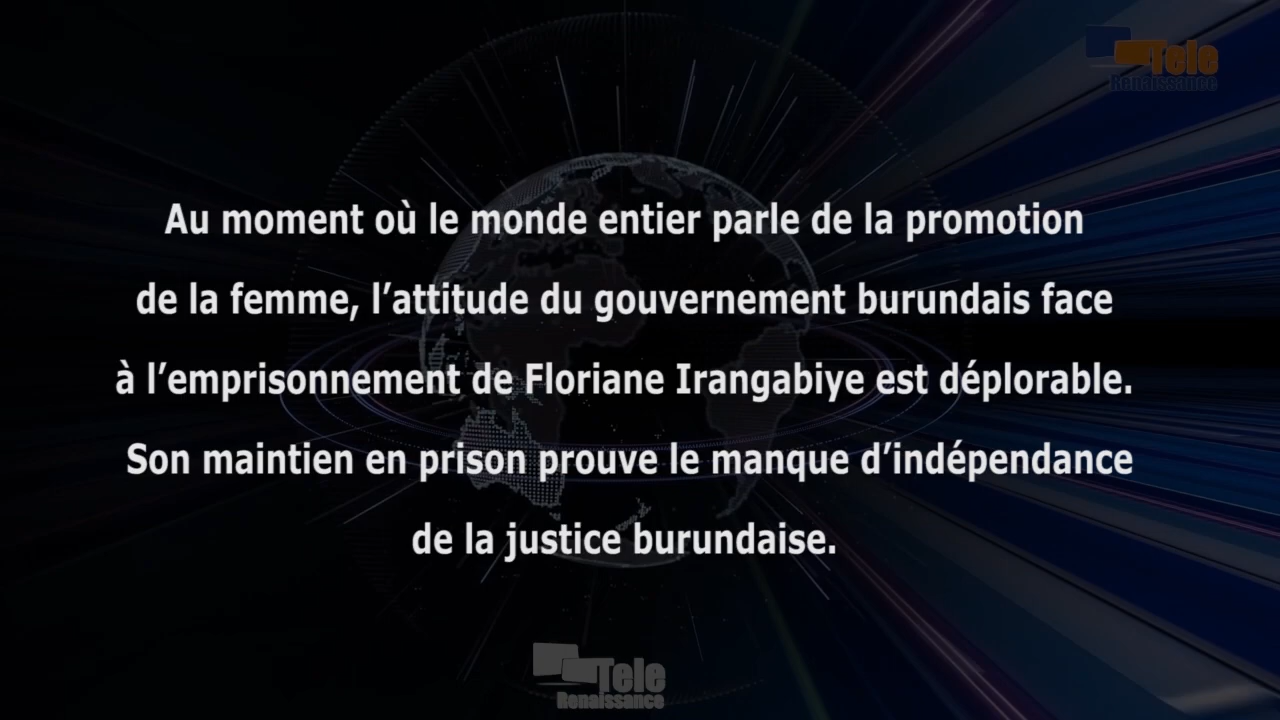 Tele
Renaissance
Au moment où le monde entier parle de la promotion
de la femme, l’attitude du gouvernement burundais face
à l’emprisonnement de Floriane Irangabiye est déplorable.
Son maintien en prison prouve le manque d’indépendance
de la justice burundaise.
Tele
Renaissance